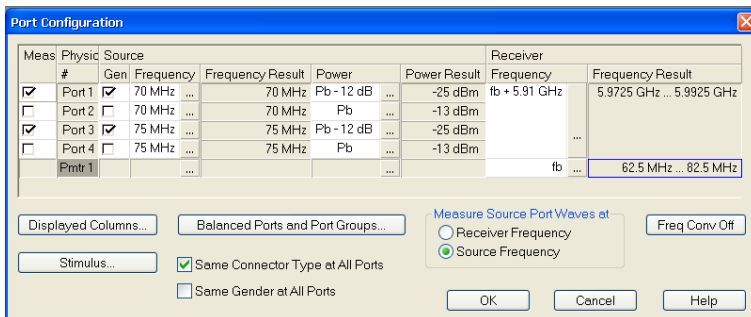 Port Configuration
Meas Physic Source Receiver
# Gen Frequency Frequency Result Power Power Result Frequency Frequency Result
Port 1 70 MHz ... 70 MHz Pb - 12 dB ... -25 dBm fb + 5.91 GHz 5.9725 GHz ... 5.9925 GHz
Port 2 70 MHz ... 70 MHz Pb ... -13 dBm
Port 3 75 MHz ... 75 MHz Pb - 12 dB ... -25 dBm ...
Port 4 75 MHz ... 75 MHz Pb ... -13 dBm
Pmtr 1 ... ... fb ... 62.5 MHz ... 82.5 MHz
Displayed Columns... Balanced Ports and Port Groups... Measure Source Port Waves at Freq Conv Off
Receiver Frequency
Stimulus... Same Connector Type at All Ports Source Frequency
Same Gender at All Ports OK Cancel Help